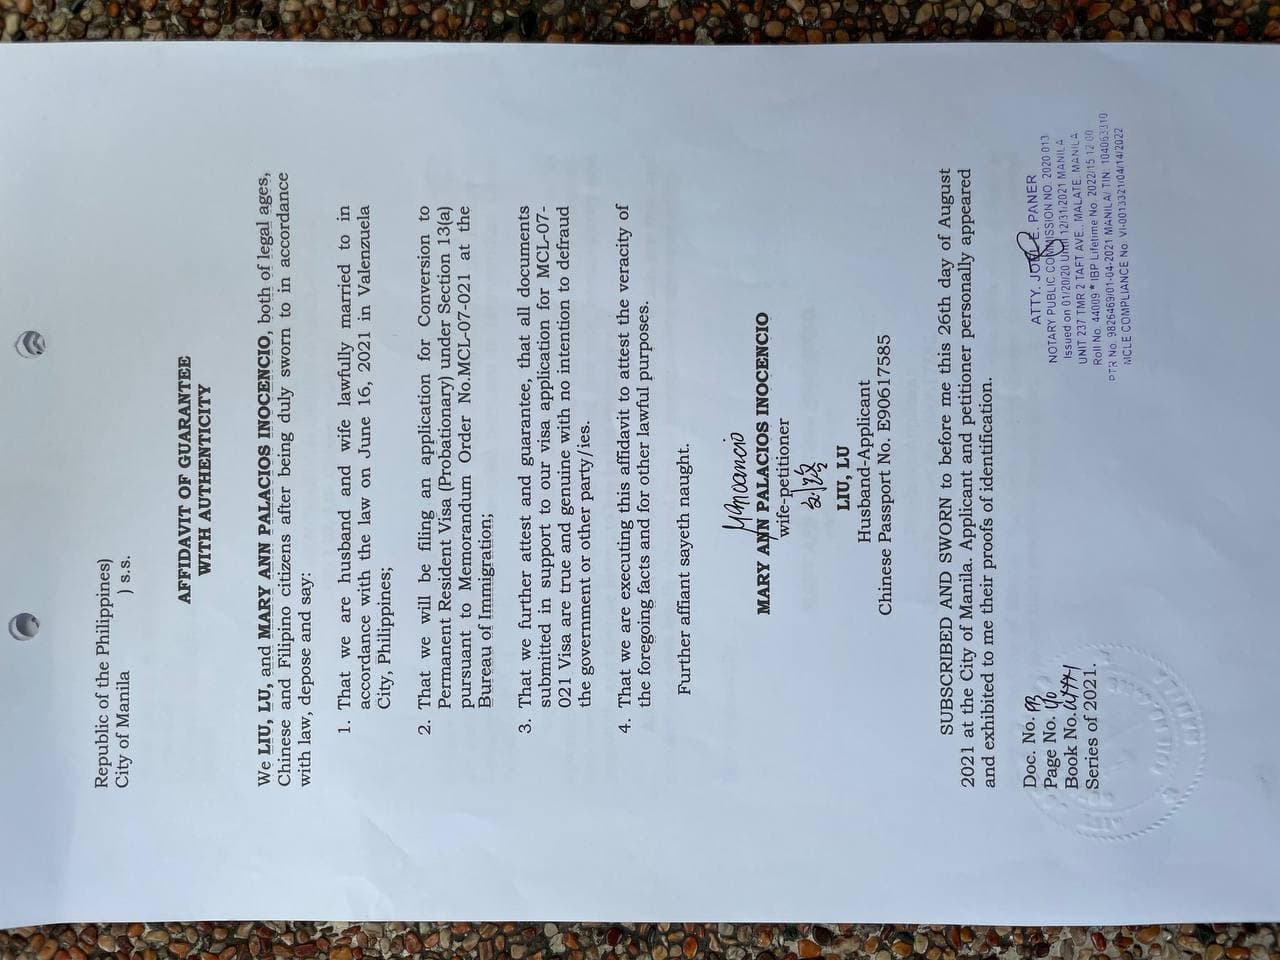 Republic of the Philippines)
City of Manila ) s.s.
AFFIDAVIT OF GUARANTEE
WITH AUTHENTICITY
We LIU, LU, and MARY ANN PALACIOS INOCENCIO, both of legal ages,
Chinese and Filipino citizens after being duly sworn to in accordance
with law, depose and say:
1. That we are husband and wife lawfully married to in
accordance with the law on June 16, 2021 in Valenzuela
City, Philippines;
2. That we will be filing an application for Conversion to
Permanent Resident Visa (Probationary) under Section 13(a)
pursuant to Memorandum Order No.MCL-07-021 at the
Bureau of Immigration;
3. That we further attest and guarantee, that all documents
submitted in support to our visa application for MCL-07-
021 Visa are true and genuine with no intention to defraud
the government or other party/ies.
4. That we are executing this affidavit to attest the veracity of
the foregoing facts and for other lawful purposes.
Further affiant sayeth naught.
MARY ANN PALACIOS INOCENCIO
wife-petitioner
刘路
LIU, LU
Husband-Applicant
Chinese Passport No. E90617585
SUBSCRIBED AND SWORN to before me this 26th day of August
2021 at the City of Manila. Applicant and petitioner personally appeared
and exhibited to me their proofs of identification.
Doc. No.
Page No.
Book No.
Series of 2021.
ATTY. JOEL E. PANER
NOTARY PUBLIC COMMISSION NO. 2020 013
Issued on 01/20/20 Until 12/31/2021 MANILA
UNIT 237 TMR 2 TAFT AVE., MALATE, MANILA
Roll No. 44009 * IBP Lifetime No. 2022/15 12 00
PTR No. 9826469/01-04-2021 MANILA/ TIN: 104063310
MCLE COMPLIANCE No. VI-0013321/04/14/2022